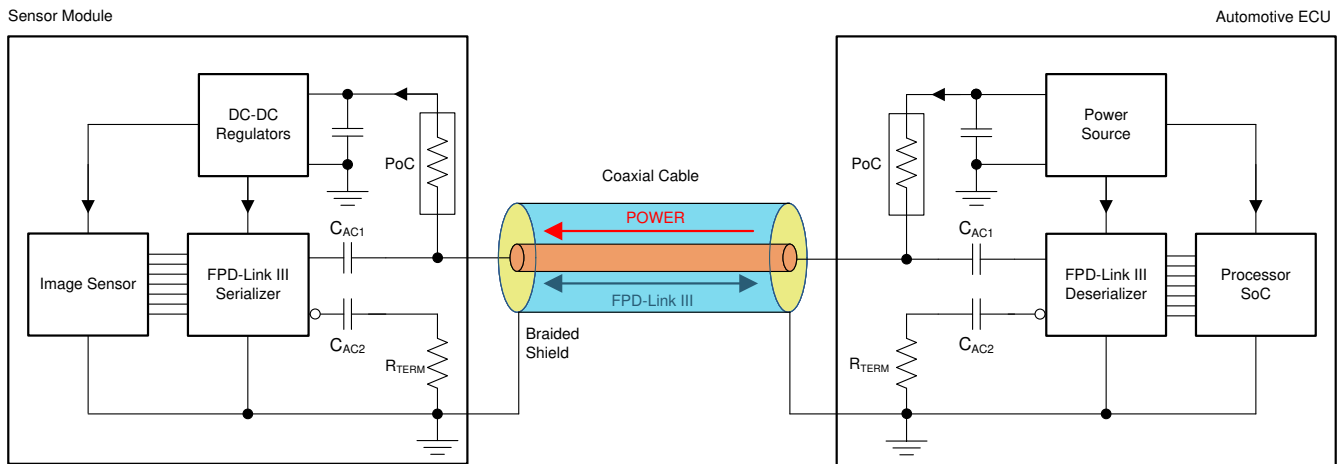 Sensor Module
Automotive ECU
DC-DC
Regulators
PoC
Image Sensor
FPD-Link III
Serializer
CAC1
CAC2
RTERM
Coaxial Cable
POWER
FPD-Link III
Braided
Shield
PoC
Power
Source
CAC1
FPD-Link III
Deserializer
Processor
SoC
CAC2
RTERM